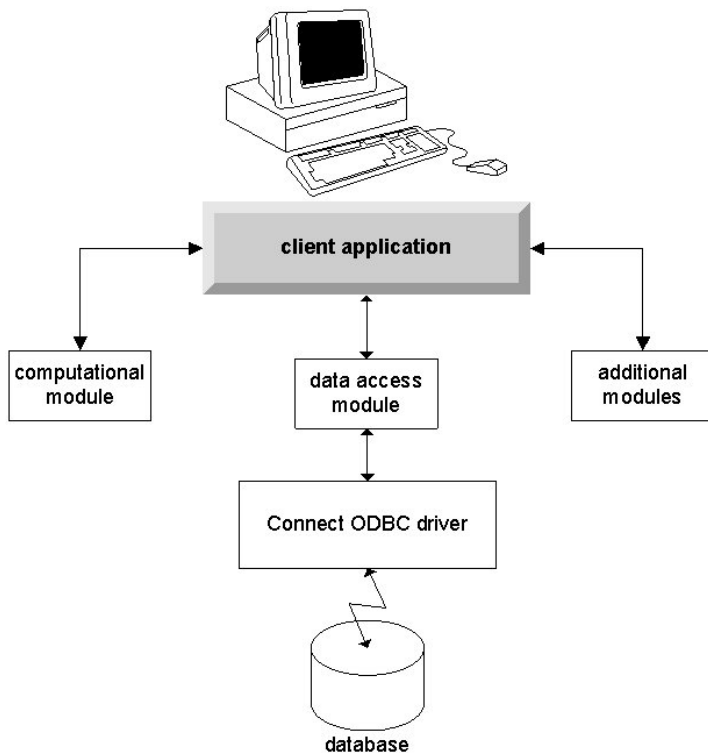 client application
computational
module
data access
module
additional
modules
Connect ODBC driver
database